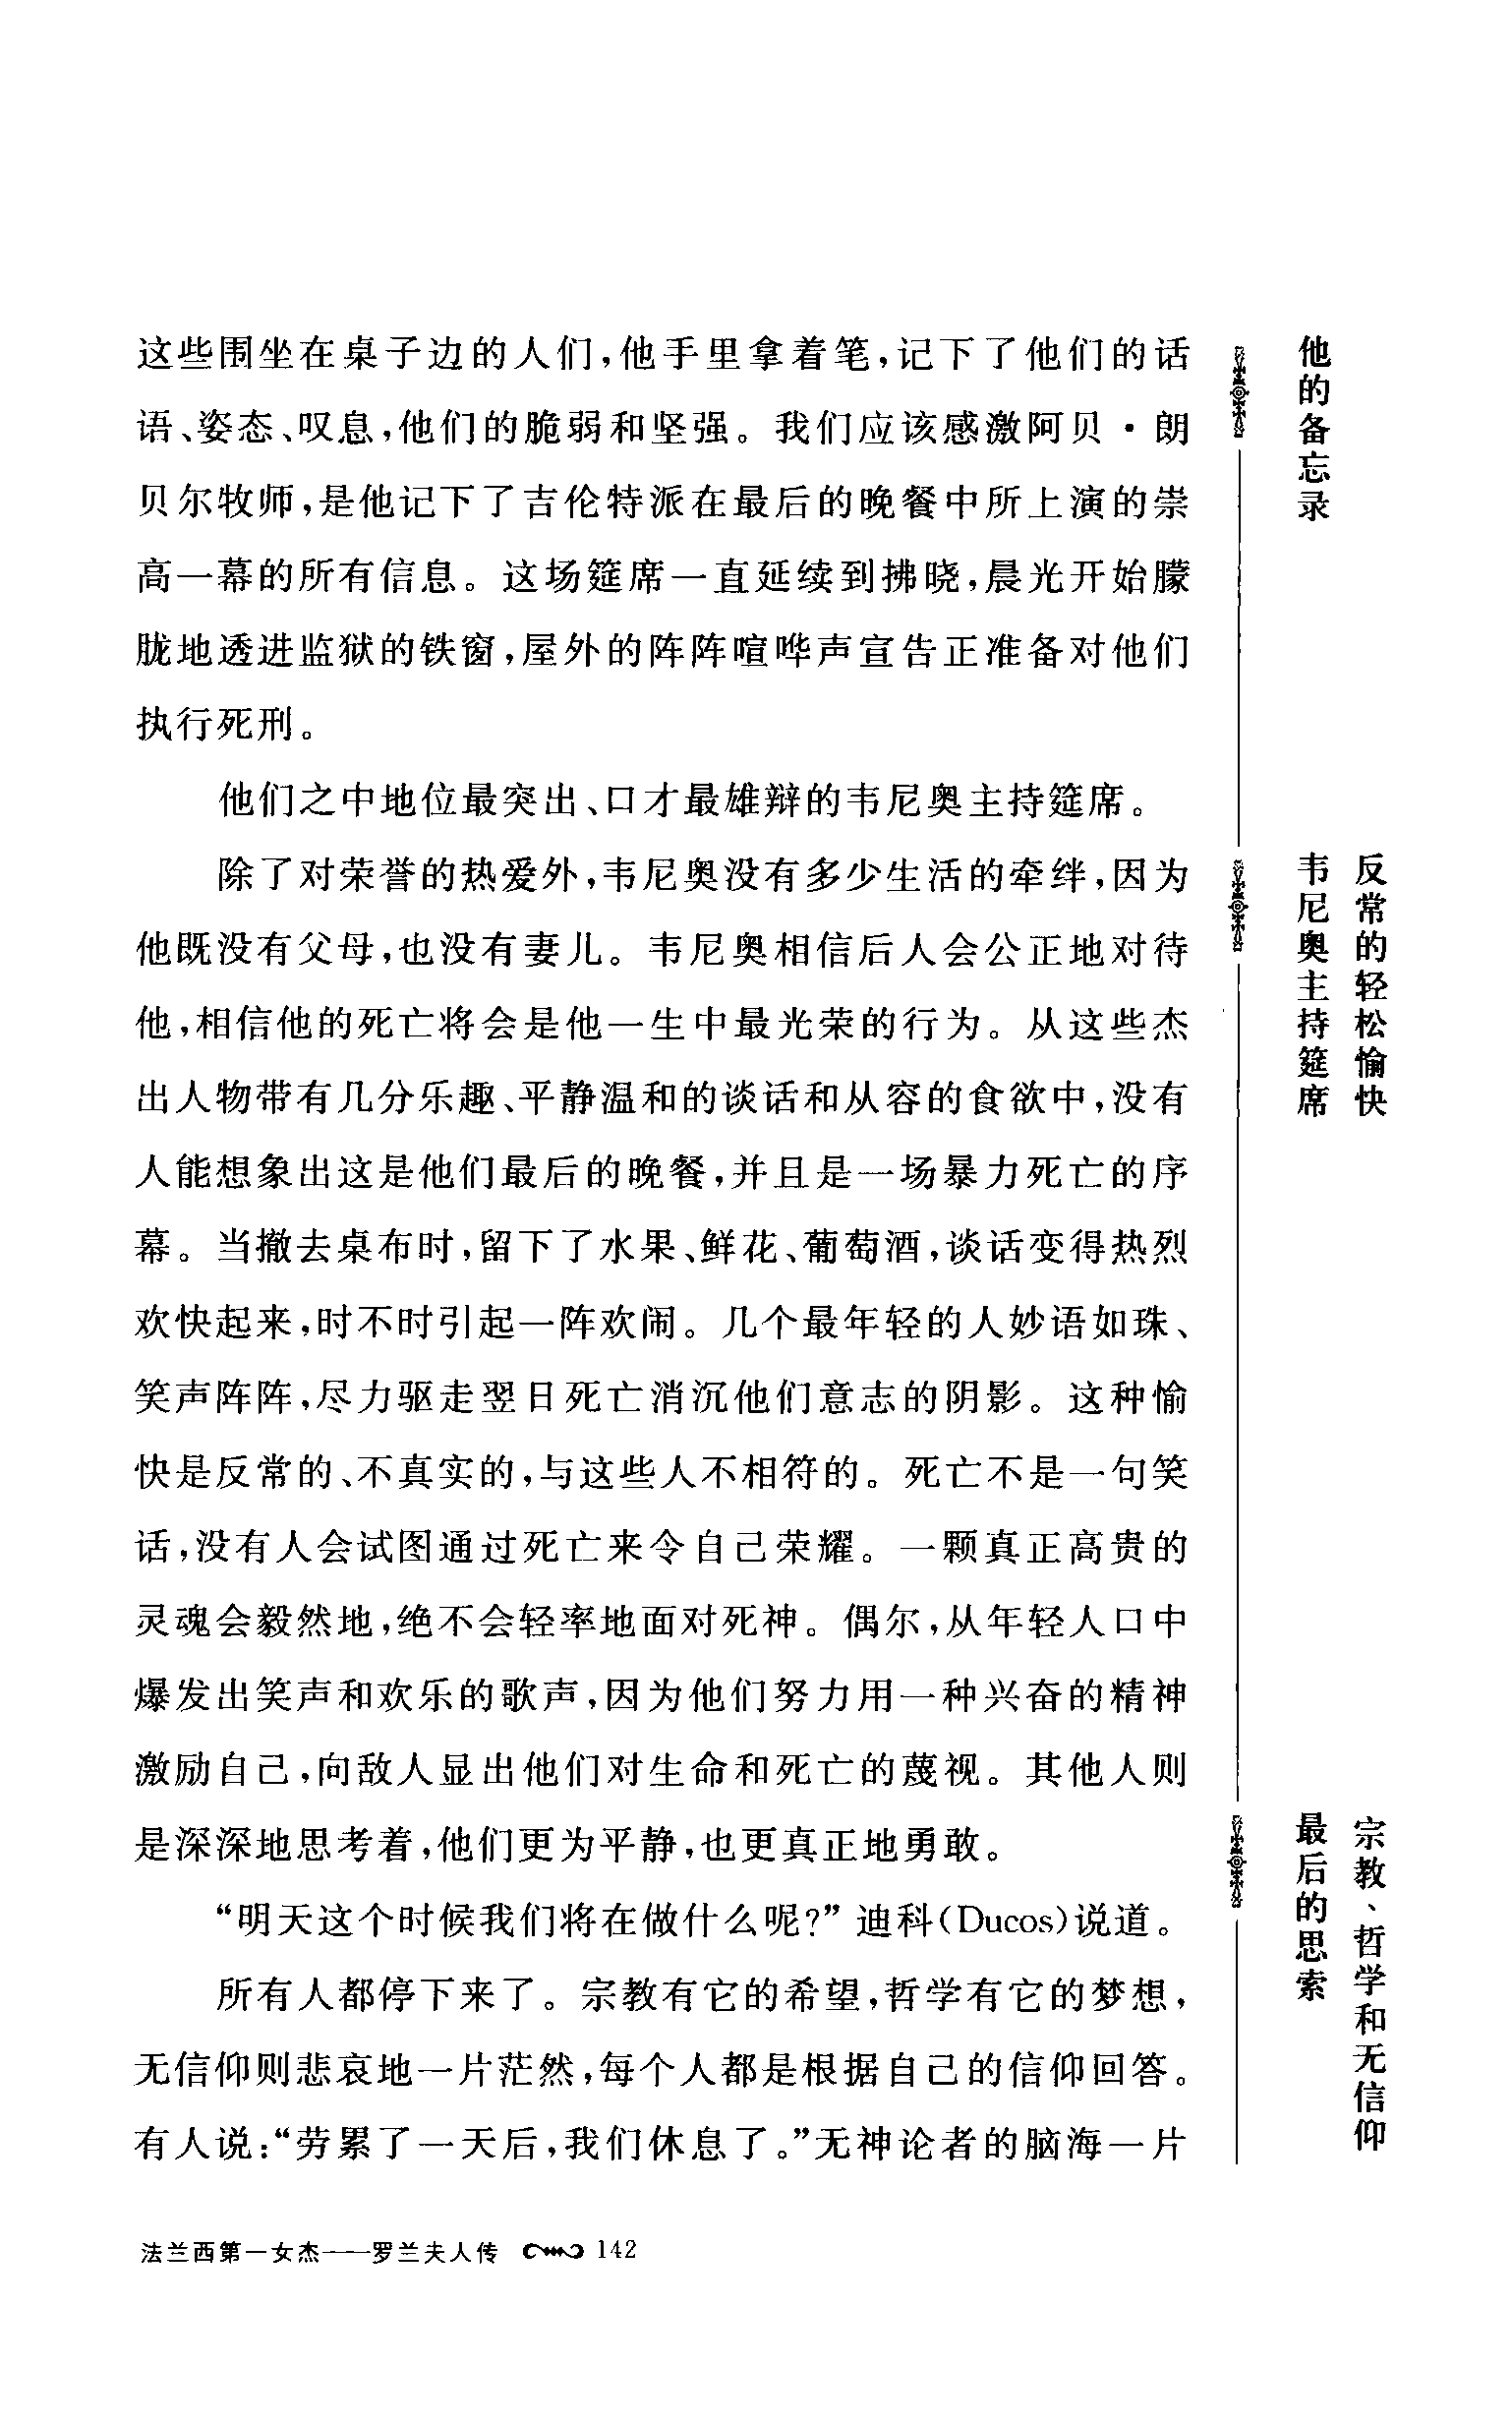 这些围坐在桌子边的人们,他手里拿着笔,记下了他们的话
语、姿态、叹息,他们的脆弱和坚强。我们应该感激阿贝·朗
贝尔牧师,是他记下了吉伦特派在最后的晚餐中所上演的崇
高一幕的所有信息。这场筵席一直延续到拂晓,晨光开始朦
胧地透进监狱的铁窗,屋外的阵阵喧哗声宣告正准备对他们
执行死刑。
他们之中地位最突出、口才最雄辩的韦尼奥主持筵席。
除了对荣誉的热爱外,韦尼奥没有多少生活的牵绊,因为
他既没有父母,也没有妻儿。韦尼奥相信后人会公正地对待
他,相信他的死亡将会是他一生中最光荣的行为。从这些杰
出人物带有几分乐趣、平静温和的谈话和从容的食欲中,没有
人能想象出这是他们最后的晚餐,并且是一场暴力死亡的序
幕。当撤去桌布时,留下了水果、鲜花、葡萄酒,谈话变得热烈
欢快起来,时不时引起一阵欢闹。几个最年轻的人妙语如珠、
笑声阵阵,尽力驱走翌日死亡消沉他们意志的阴影。这种愉
快是反常的、不真实的,与这些人不相符的。死亡不是一句笑
话,没有人会试图通过死亡来令自己荣耀。一颗真正高贵的
灵魂会毅然地,绝不会轻率地面对死神。偶尔,从年轻人口中
爆发出笑声和欢乐的歌声,因为他们努力用一种兴奋的精神
激励自己,向敌人显出他们对生命和死亡的蔑视。其他人则
是深深地思考着,他们更为平静,也更真正地勇敢。
“明天这个时候我们将在做什么呢?”迪科(Ducos)说道。
所有人都停下来了。宗教有它的希望,哲学有它的梦想,
无信仰则悲哀地一片茫然,每个人都是根据自己的信仰回答。
有人说:“劳累了一天后,我们休息了。”无神论者的脑海一片
他的备忘录
反常的轻松愉快
韦尼奥主持筵席
宗教、哲学和无信仰
最后的思索
法兰西第一女杰——罗兰夫人传 142